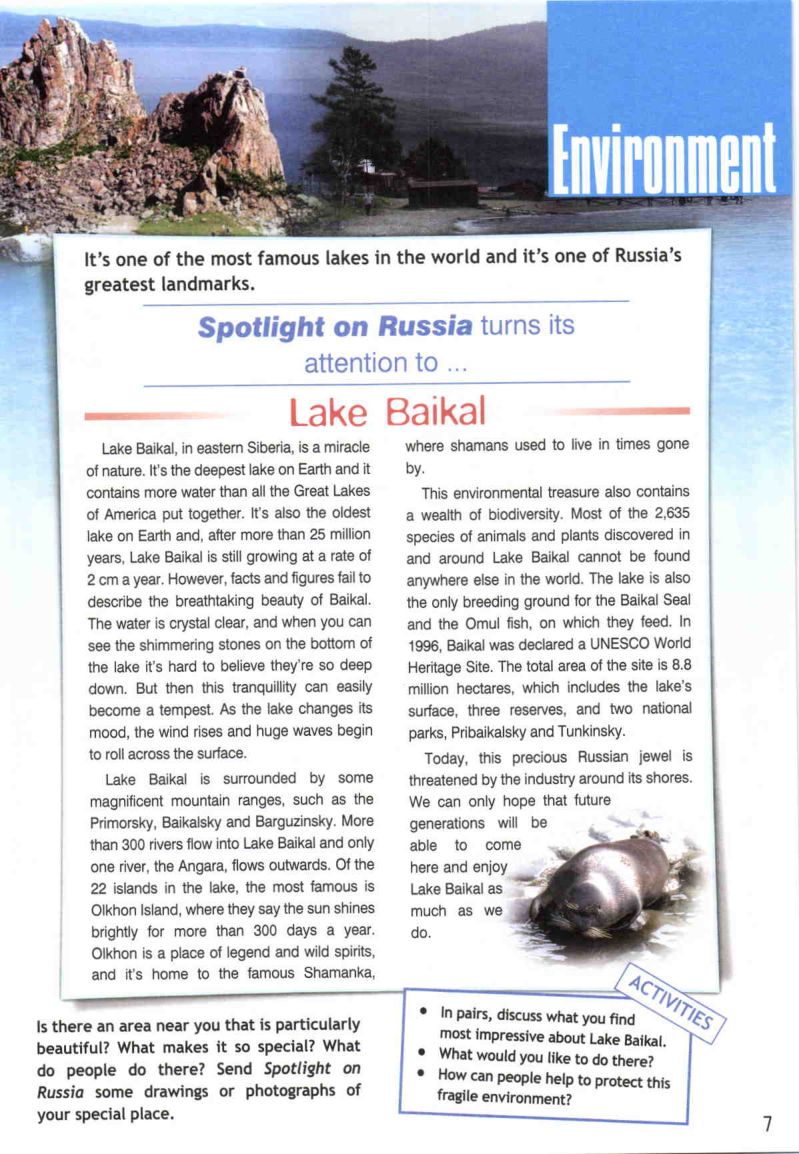 Environment
It's one of the most famous lakes in the world and it's one of Russia's
greatest landmarks.
Spotlight on Russia turns its
attention to ...
Lake Baikal
Lake Baikal, in eastern Siberia, is a miracle
of nature. It's the deepest lake on Earth and it
contains more water than all the Great Lakes
of America put together. It's also the oldest
lake on Earth and, after more than 25 million
years, Lake Baikal is still growing at a rate of
2 cm a year. However, facts and figures fail to
describe the breathtaking beauty of Baikal.
The water is crystal clear, and when you can
see the shimmering stones on the bottom of
the lake it's hard to believe they're so deep
down. But then this tranquillity can easily
become a tempest. As the lake changes its
mood, the wind rises and huge waves begin
to roll across the surface.
Lake Baikal is surrounded by some
magnificent mountain ranges, such as the
Primorsky, Baikalsky and Barguzinsky. More
than 300 rivers flow into Lake Baikal and only
one river, the Angara, flows outwards. Of the
22 islands in the lake, the most famous is
Olkhon Island, where they say the sun shines
brightly for more than 300 days a year.
Olkhon is a place of legend and wild spirits,
and it's home to the famous Shamanka,
where shamans used to live in times gone
by.
This environmental treasure also contains
a wealth of biodiversity. Most of the 2,635
species of animals and plants discovered in
and around Lake Baikal cannot be found
anywhere else in the world. The lake is also
the only breeding ground for the Baikal Seal
and the Omul fish, on which they feed. In
1996, Baikal was declared a UNESCO World
Heritage Site. The total area of the site is 8.8
million hectares, which includes the lake's
surface, three reserves, and two national
parks, Pribaikalsky and Tunkinsky.
Today, this precious Russian jewel is
threatened by the industry around its shores.
We can only hope that future
generations will be
able to come
here and enjoy
Lake Baikal as
much as we
do.
Is there an area near you that is particularly
beautiful? What makes it so special? What
do people do there? Send Spotlight on
Russia some drawings or photographs of
your special place.
ACTIVITIES
• In pairs, discuss what you find
most impressive about Lake Baikal.
• What would you like to do there?
• How can people help to protect this
fragile environment?
7